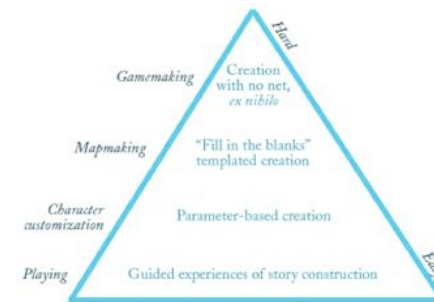 Hard
Gamemaking
Creation
with no net,
ex nihilo
Mapmaking
"Fill in the blanks"
templated creation
Character
customization
Parameter-based creation
Playing
Guided experiences of story construction